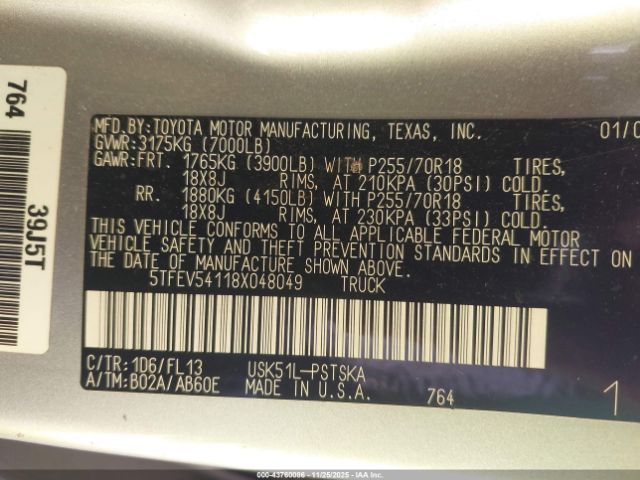 764
39J5T
MFD.BY:TOYOTA MOTOR MANUFACTURING, TEXAS, INC. 01/0
GVWR:3175KG (7000LB)
GAWR:FRT. 1765KG (3900LB) WITH P255/70R18 TIRES,
18X8J RIMS, AT 210KPA (30PSI) COLD.
RR. 1880KG (4150LB) WITH P255/70R18 TIRES,
18X8J RIMS, AT 230KPA (33PSI) COLD.
THIS VEHICLE CONFORMS TO ALL APPLICABLE FEDERAL MOTOR
VEHICLE SAFETY AND THEFT PREVENTION STANDARDS IN EFFECT ON
THE DATE OF MANUFACTURE SHOWN ABOVE.
5TFEV54118X048049 TRUCK
C/TR:1D6/FL13 USK51L-PSTSKA
A/TM:B02A/AB60E MADE IN U.S.A. 764 1
000-43760086 - 11/25/2025 - IAAI